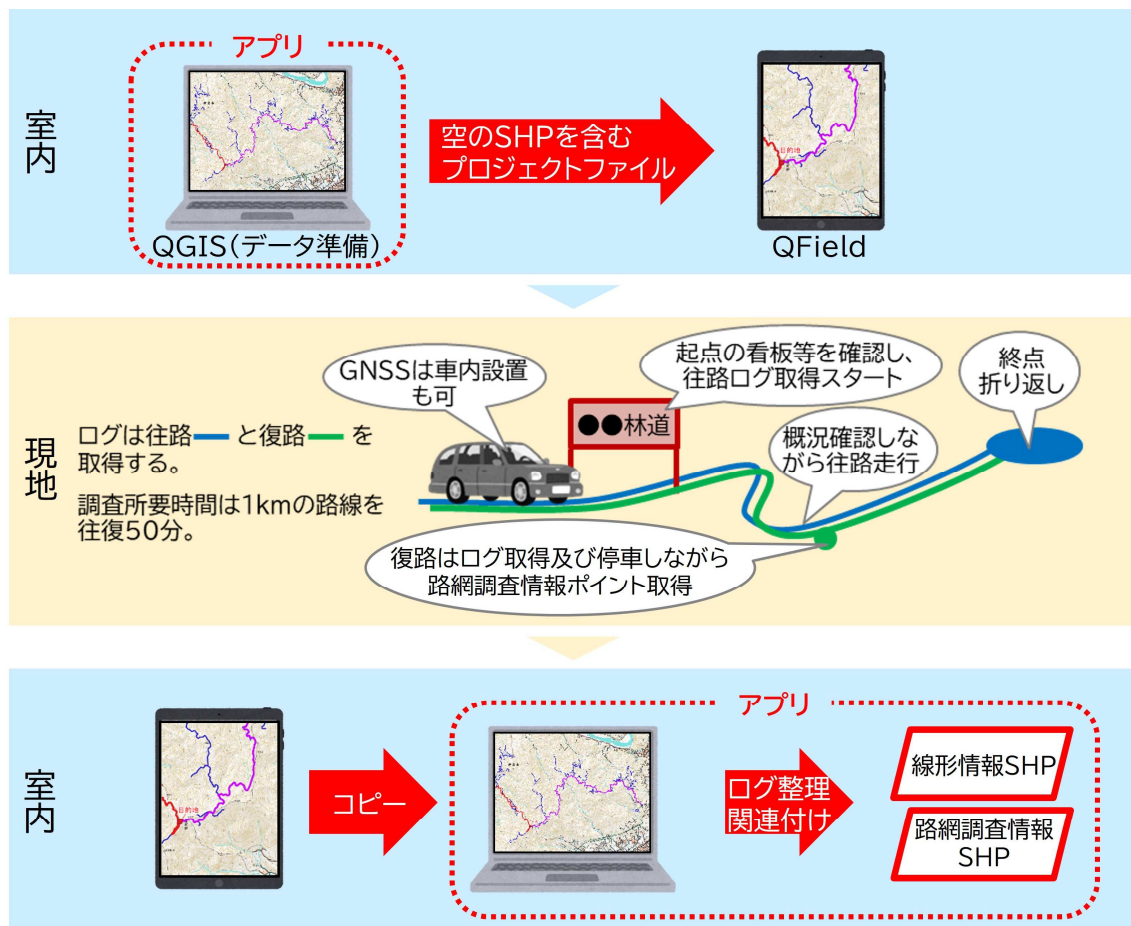 室内
アプリ
QGIS(データ準備)
空のSHPを含む
プロジェクトファイル
目的地
QField
現地
ログは往路 と復路 を
取得する。
調査所要時間は1kmの路線を
往復50分。
GNSSは車内設置
も可
●●林道
起点の看板等を確認し、
往路ログ取得スタート
終点
折り返し
概況確認しな
がら往路走行
復路はログ取得及び停車しながら
路網調査情報ポイント取得
室内
目的地
コピー
アプリ
ログ整理
関連付け
線形情報SHP
路網調査情報
SHP